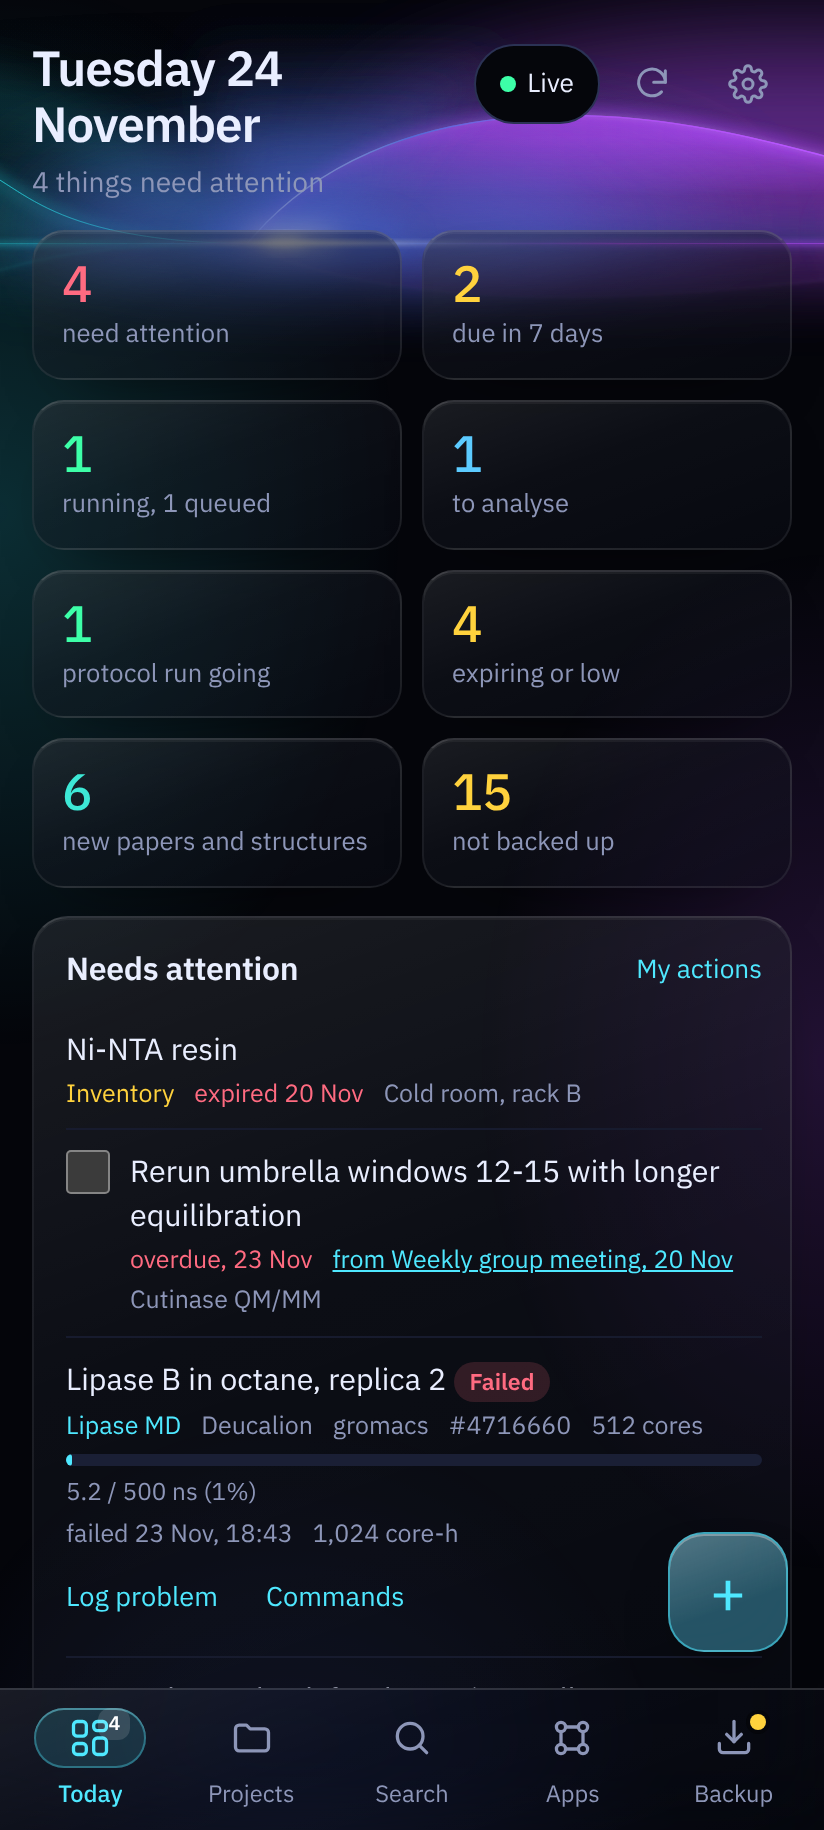 Tuesday 24
November
Live
4 things need attention
4
need attention
2
due in 7 days
1
running, 1 queued
1
to analyse
1
protocol run going
4
expiring or low
6
new papers and structures
15
not backed up
Needs attention
My actions
Ni-NTA resin
Inventory expired 20 Nov Cold room, rack B
Rerun umbrella windows 12-15 with longer
equilibration
overdue, 23 Nov from Weekly group meeting, 20 Nov
Cutinase QM/MM
Lipase B in octane, replica 2 Failed
Lipase MD Deucalion gromacs #4716660 512 cores
5.2 / 500 ns (1%)
failed 23 Nov, 18:43 1,024 core-h
Log problem Commands
+
4
Today Projects Search Apps Backup